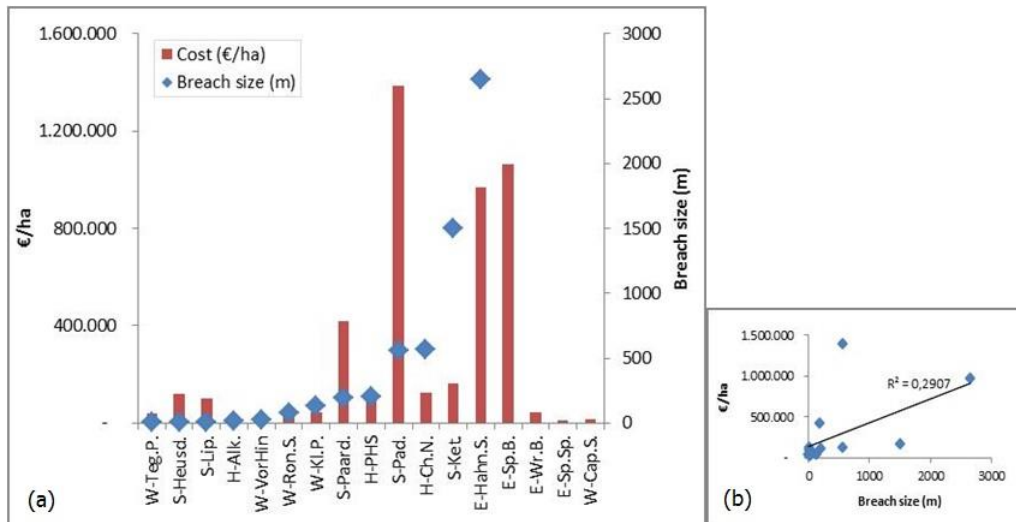 1.600.000
1.200.000
800.000
400.000
-
€/ha
Cost (€/ha)
Breach size (m)
3000
2500
2000
1500
1000
500
0
Breach size (m)
W-Teg.P.
S-Heusd.
S-Lip.
H-Alk.
W-VorHin
W-Ron.S.
W-Kl.P.
S-Paard.
H-PHS
S-Pad.
H-Ch.N.
S-Ket.
E-Hahn.S.
E-Sp.B.
E-Wr.B.
E-Sp.Sp.
W-Cap.S.
(a)
1.500.000
1.000.000
500.000
-
€/ha
R² = 0,2907
0 1000 2000 3000
Breach size (m)
(b)